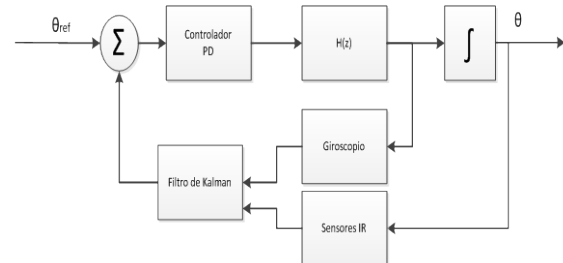 θref
Σ
Controlador
PD
H(z)
∫
θ
Giroscopio
Filtro de Kalman
Sensores IR